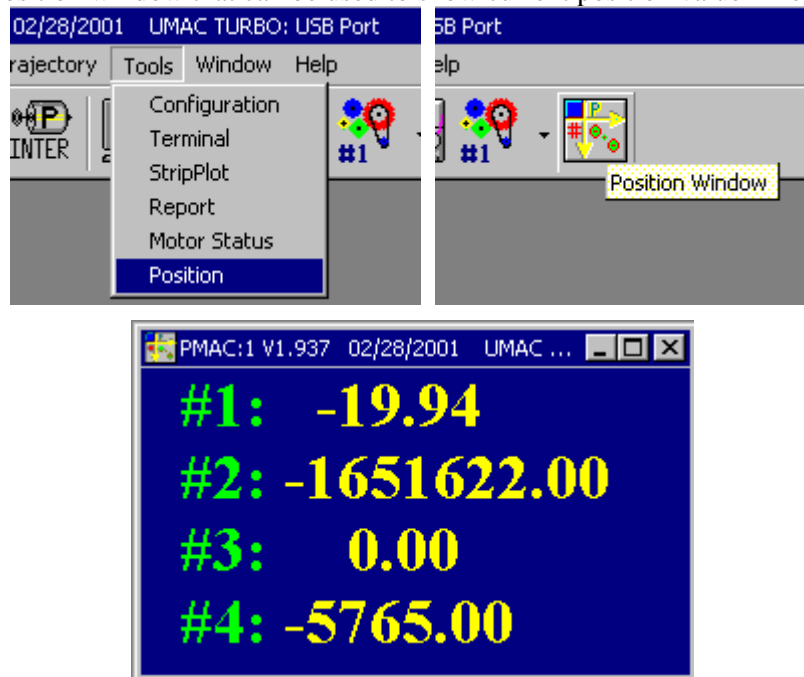 02/28/2001 UMAC TURBO: USB Port
rajectory Tools Window Help
INTER
#1
Configuration
Terminal
StripPlot
Report
Motor Status
Position
Port
elp
#1
Position Window
PMAC:1 V1.937 02/28/2001 UMAC ...
#1: -19.94
#2: -1651622.00
#3: 0.00
#4: -5765.00